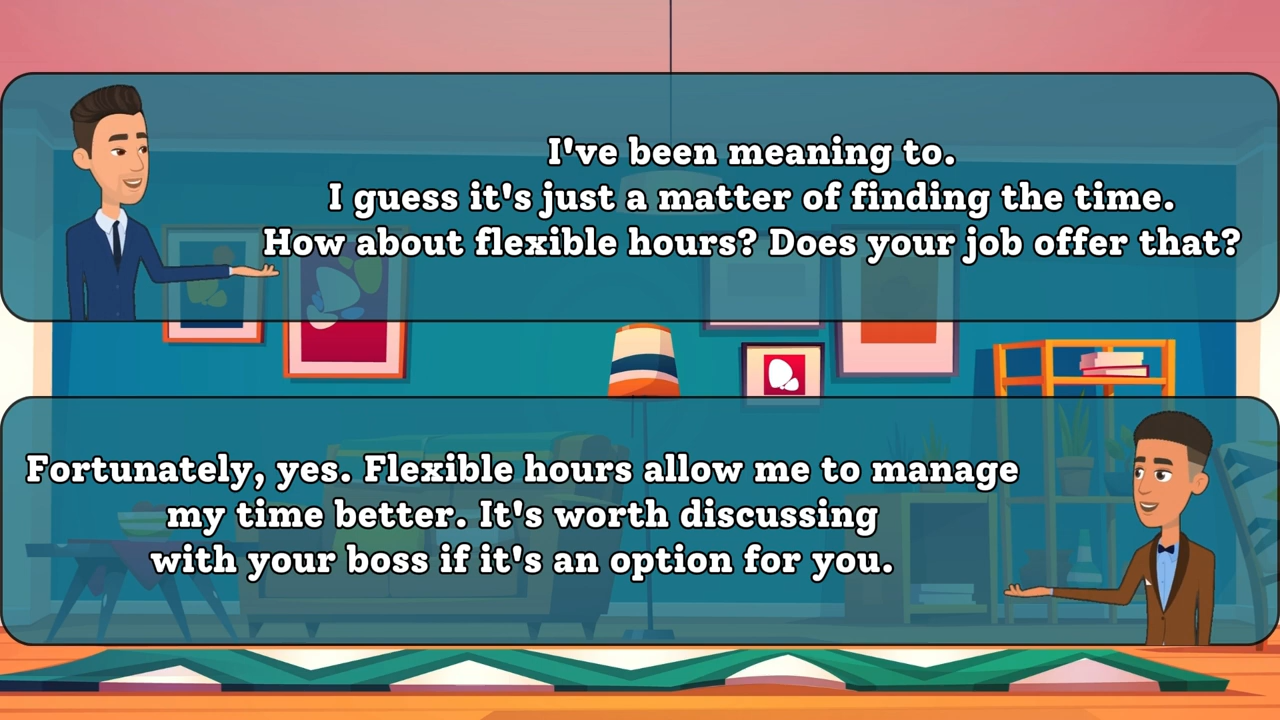 I've been meaning to.
I guess it's just a matter of finding the time.
How about flexible hours? Does your job offer that?
Fortunately, yes. Flexible hours allow me to manage
my time better. It's worth discussing
with your boss if it's an option for you.